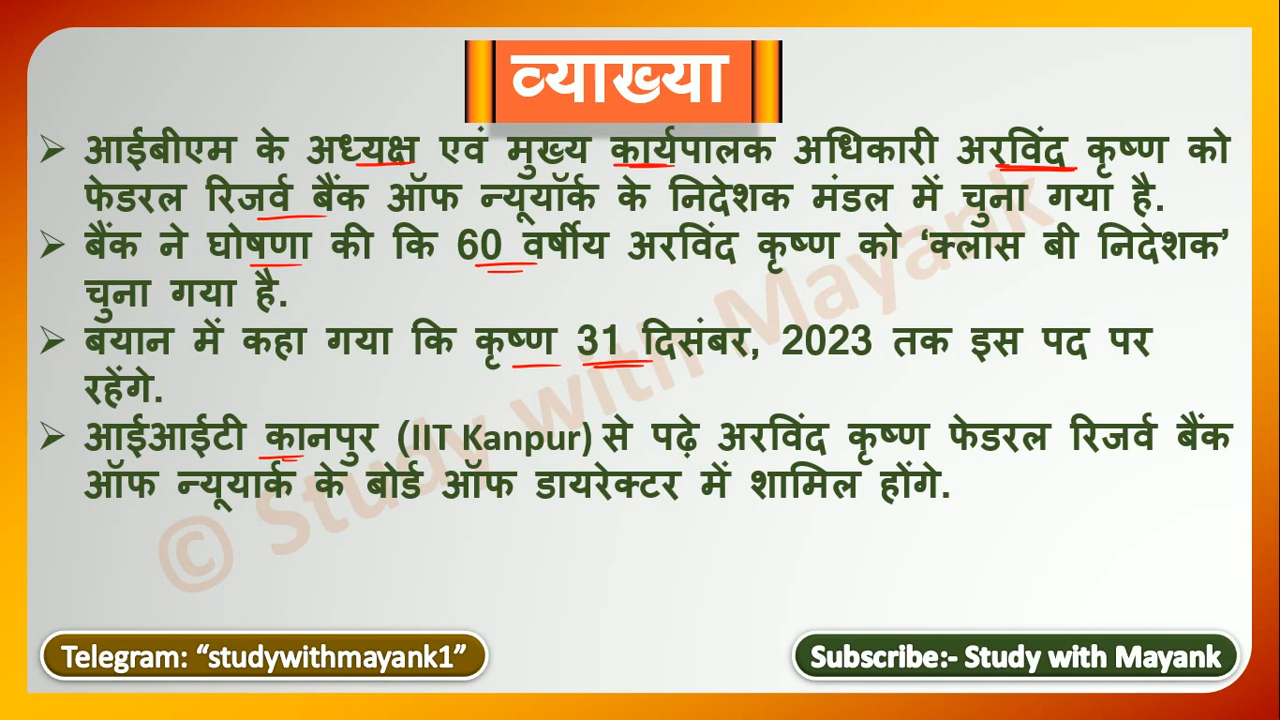 व्याख्या
➢ आईबीएम के अध्यक्ष एवं मुख्य कार्यपालक अधिकारी अरविंद कृष्ण को
फेडरल रिजर्व बैंक ऑफ न्यूयॉर्क के निदेशक मंडल में चुना गया है.
➢ बैंक ने घोषणा की कि 60 वर्षीय अरविंद कृष्ण को ‘क्लास बी निदेशक’
चुना गया है.
➢ बयान में कहा गया कि कृष्ण 31 दिसंबर, 2023 तक इस पद पर
रहेंगे.
➢ आईआईटी कानपुर (IIT Kanpur) से पढ़े अरविंद कृष्ण फेडरल रिजर्व बैंक
ऑफ न्यूयार्क के बोर्ड ऑफ डायरेक्टर में शामिल होंगे.
© Study with Mayank
Telegram: “studywithmayank1”
Subscribe:- Study with Mayank